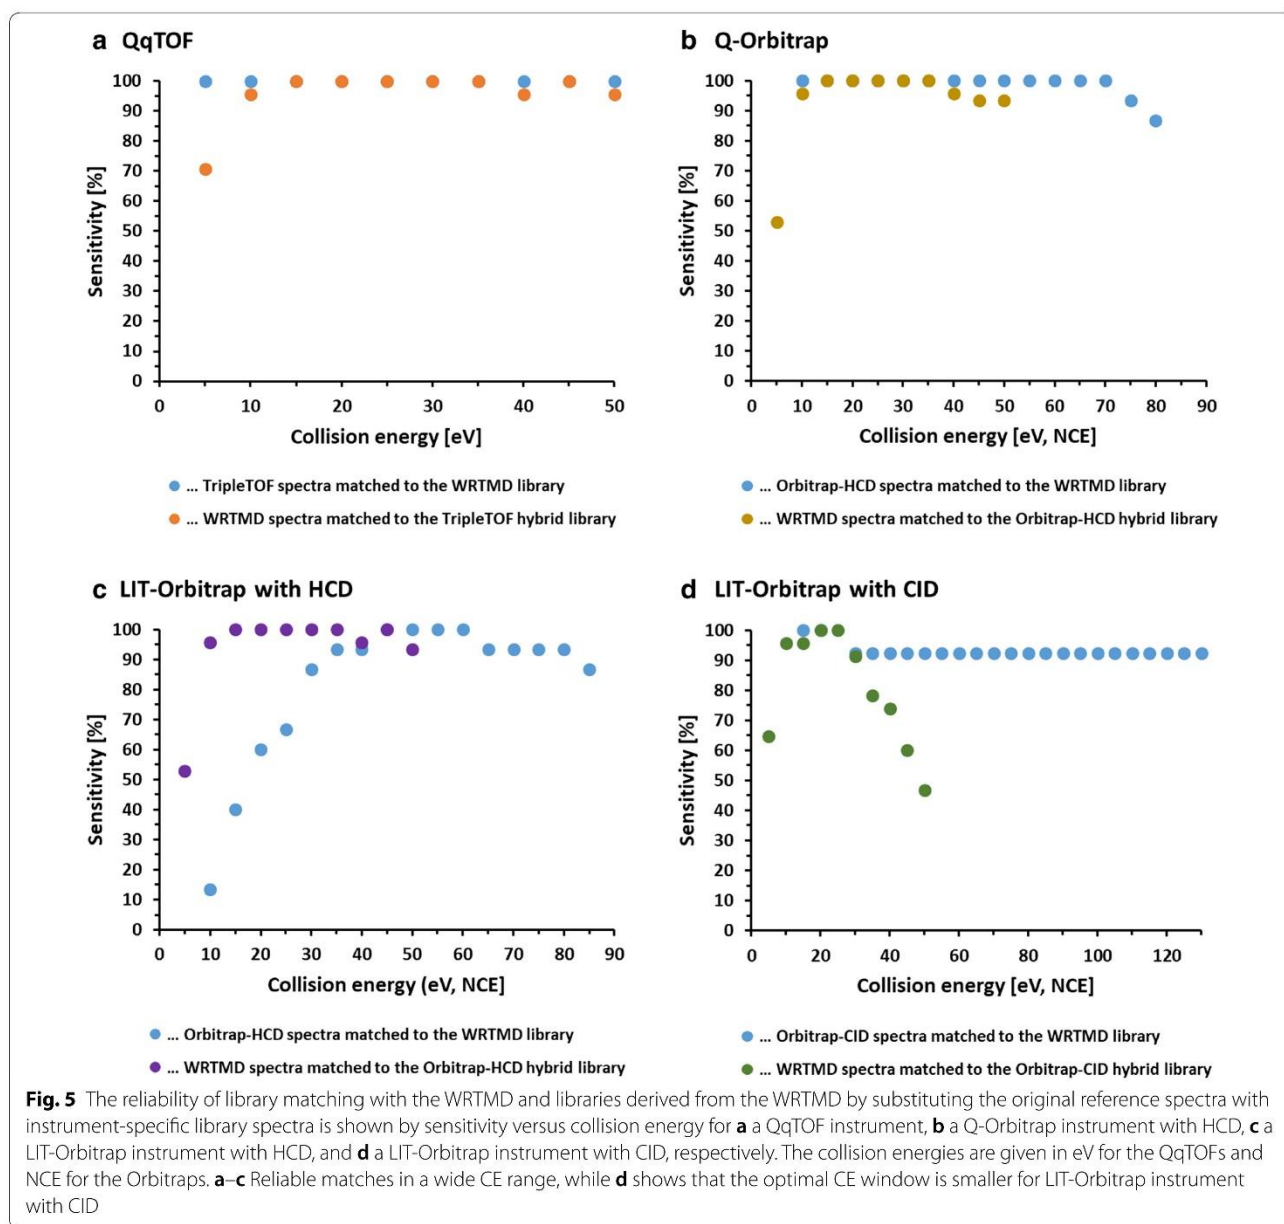 a QqTOF
Sensitivity [%]
100
90
80
70
60
50
40
30
20
10
0
0 10 20 30 40 50
Collision energy [eV]
... TripleTOF spectra matched to the WRTMD library
... WRTMD spectra matched to the TripleTOF hybrid library
b Q-Orbitrap
Sensitivity [%]
100
90
80
70
60
50
40
30
20
10
0
0 10 20 30 40 50 60 70 80 90
Collision energy [eV, NCE]
... Orbitrap-HCD spectra matched to the WRTMD library
... WRTMD spectra matched to the Orbitrap-HCD hybrid library
c LIT-Orbitrap with HCD
Sensitivity [%]
100
90
80
70
60
50
40
30
20
10
0
0 10 20 30 40 50 60 70 80 90
Collision energy (eV, NCE]
... Orbitrap-HCD spectra matched to the WRTMD library
... WRTMD spectra matched to the Orbitrap-HCD hybrid library
d LIT-Orbitrap with CID
Sensitivity [%]
100
90
80
70
60
50
40
30
20
10
0
0 20 40 60 80 100 120
Collision energy [eV, NCE]
... Orbitrap-CID spectra matched to the WRTMD library
... WRTMD spectra matched to the Orbitrap-CID hybrid library
Fig. 5 The reliability of library matching with the WRTMD and libraries derived from the WRTMD by substituting the original reference spectra with
instrument-specific library spectra is shown by sensitivity versus collision energy for a a QqTOF instrument, b a Q-Orbitrap instrument with HCD, c a
LIT-Orbitrap instrument with HCD, and d a LIT-Orbitrap instrument with CID, respectively. The collision energies are given in eV for the QqTOFs and
NCE for the Orbitraps. a–c Reliable matches in a wide CE range, while d shows that the optimal CE window is smaller for LIT-Orbitrap instrument
with CID